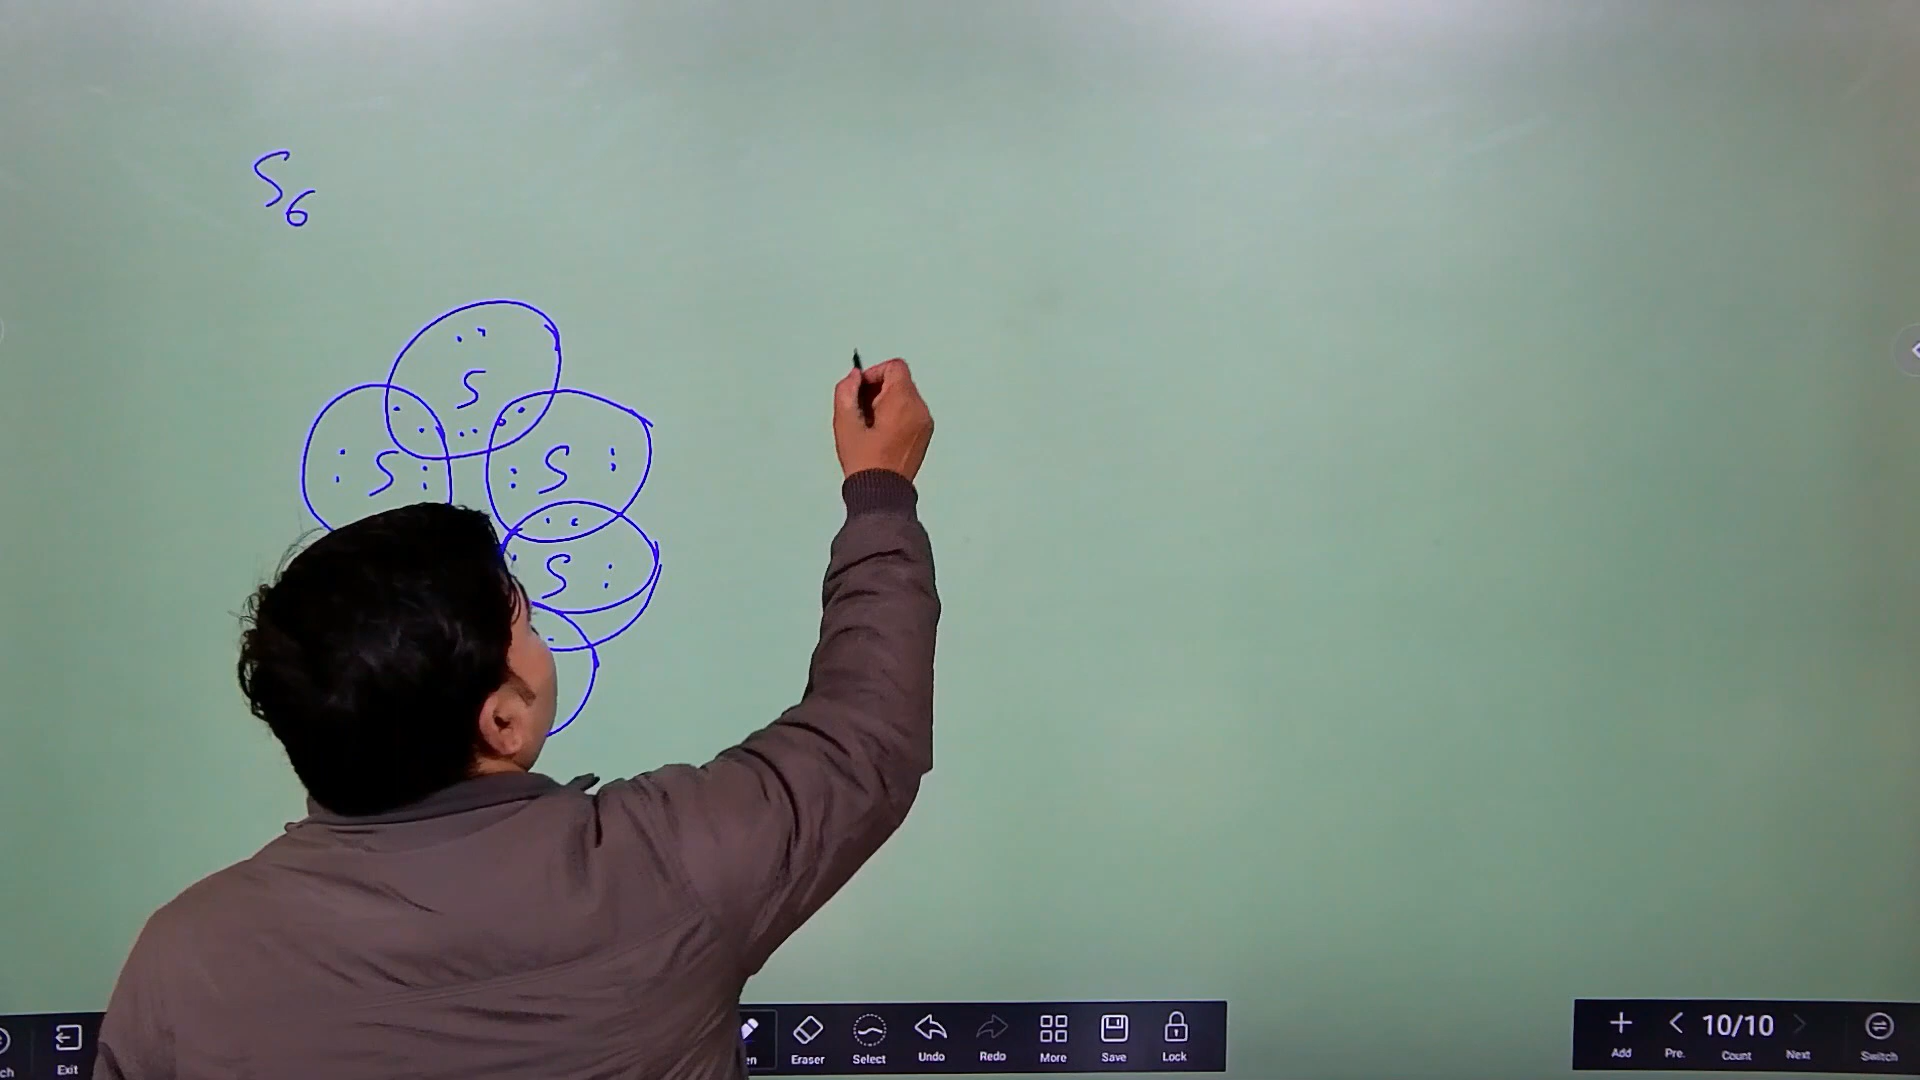 S6
S
S S
S
Exit Eraser Select Undo Redo More Save Lock
10/10
Add Pre. Count Next Switch